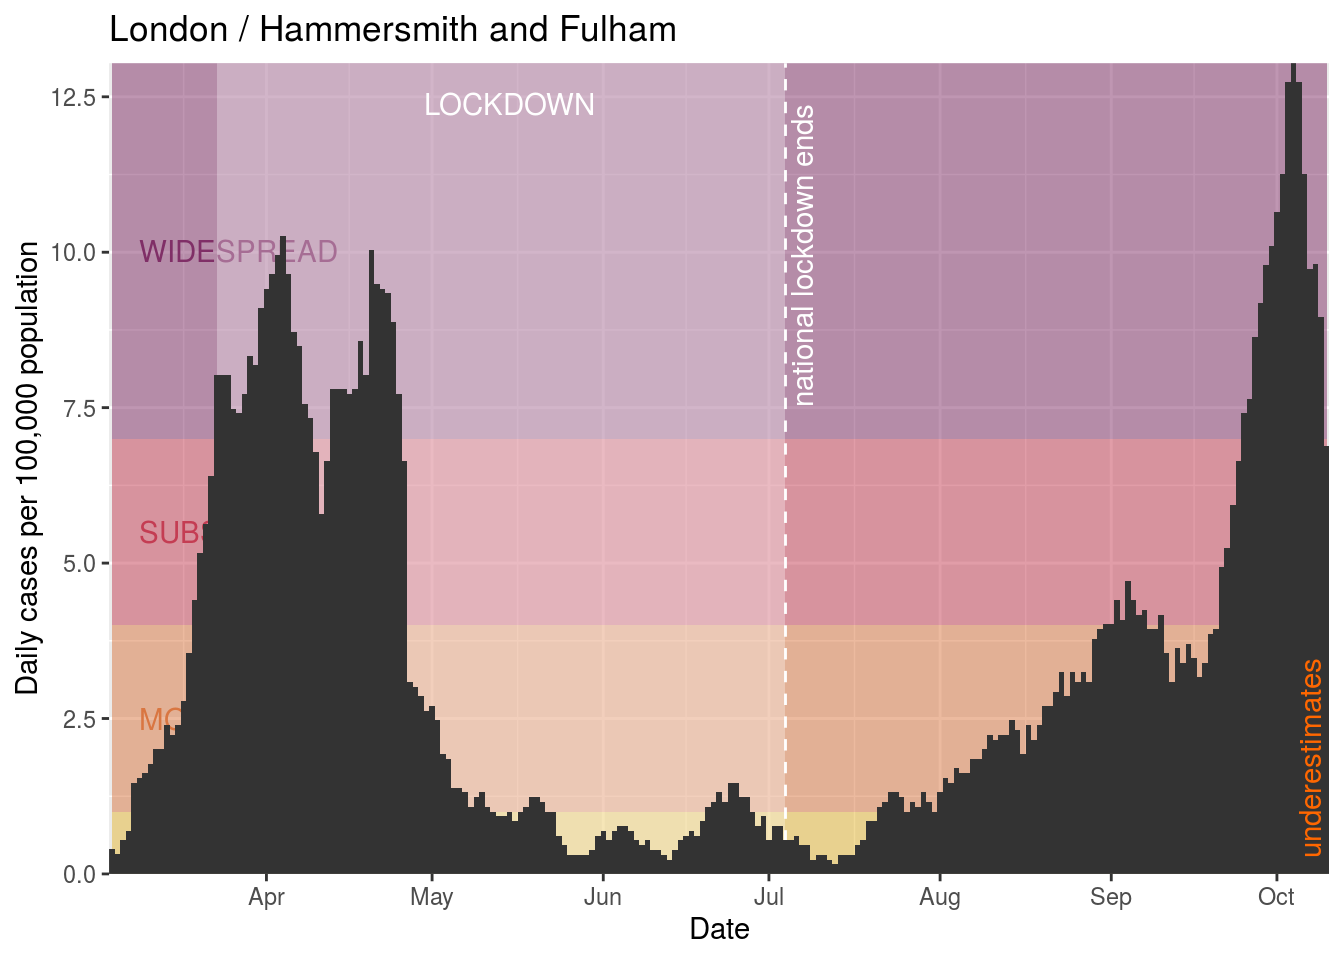 London / Hammersmith and Fulham
Daily cases per 100,000 population
12.5
10.0
7.5
5.0
2.5
0.0
LOCKDOWN
WIDESPREAD
national lockdown ends
underestimates
Apr
May
Jun
Jul
Aug
Sep
Oct
Date